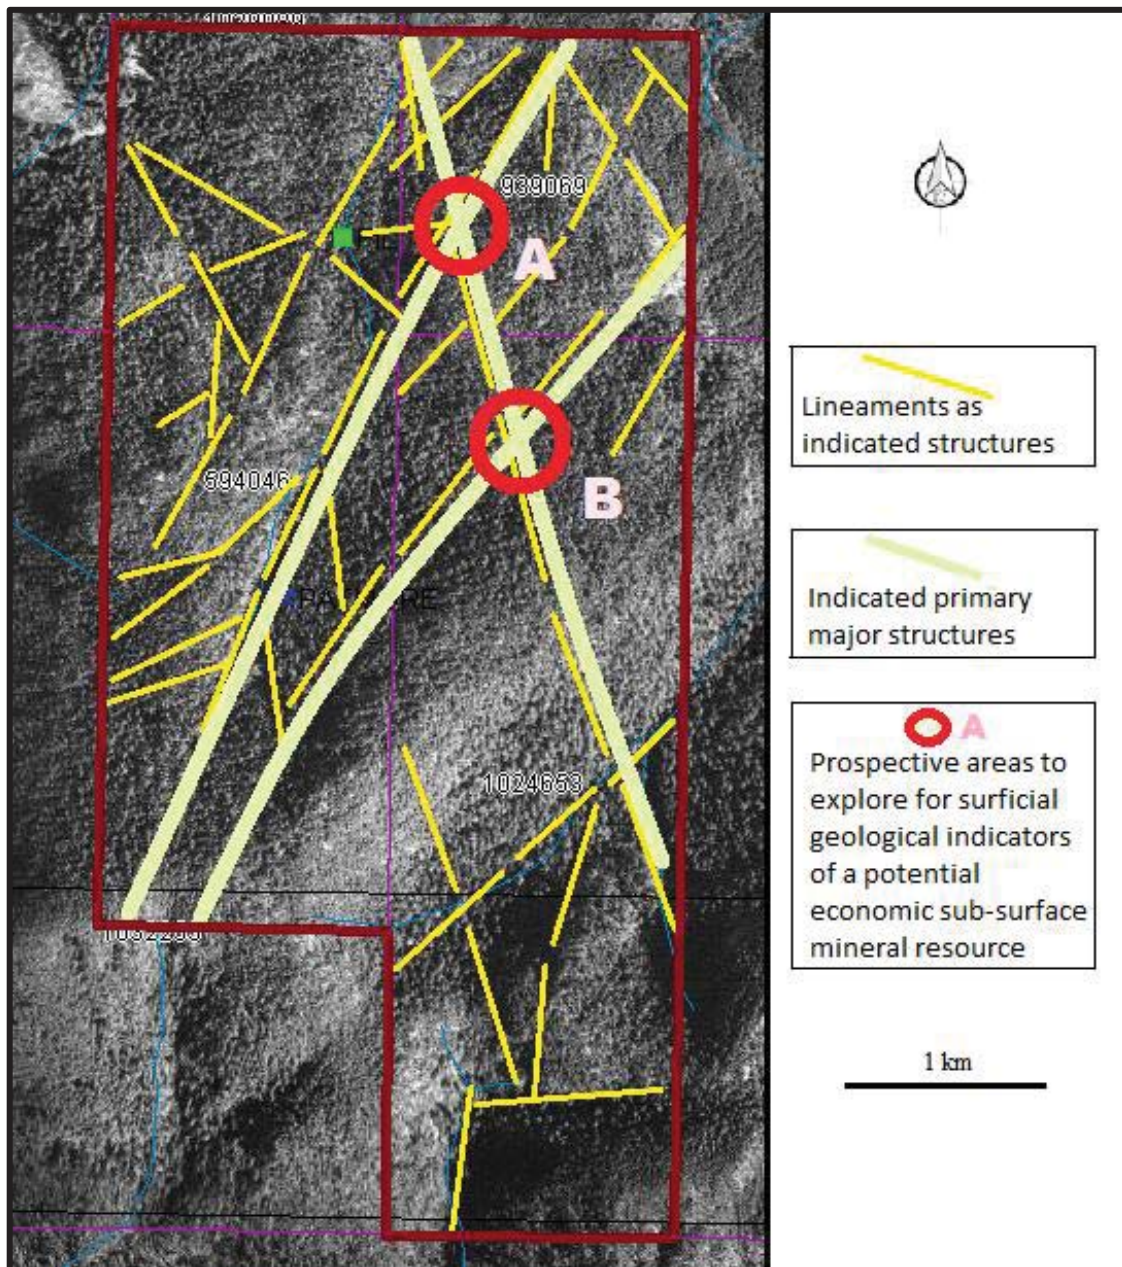 939069
A
594046
B
1024653
Lineaments as
indicated structures
Indicated primary
major structures
A
Prospective areas to
explore for surficial
geological indicators
of a potential
economic sub-surface
mineral resource
1 km